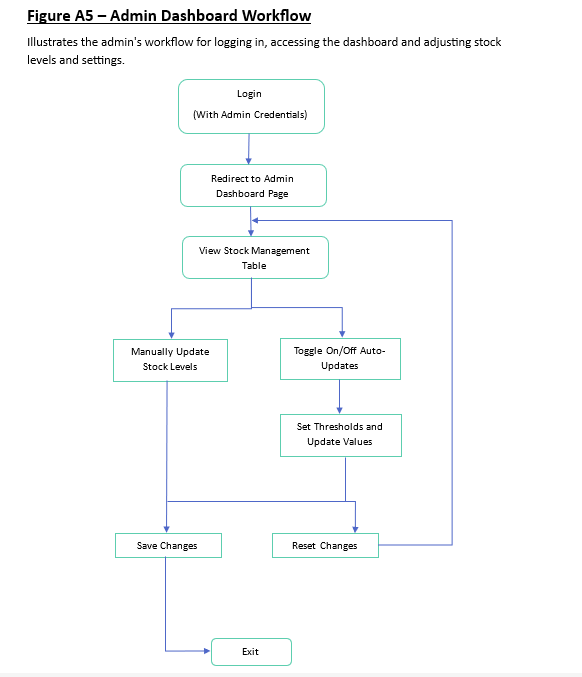 Figure A5 – Admin Dashboard Workflow
Illustrates the admin's workflow for logging in, accessing the dashboard and adjusting stock
levels and settings.
Login
(With Admin Credentials)
Redirect to Admin
Dashboard Page
View Stock Management
Table
Manually Update
Stock Levels
Toggle On/Off Auto-
Updates
Set Thresholds and
Update Values
Save Changes
Reset Changes
Exit